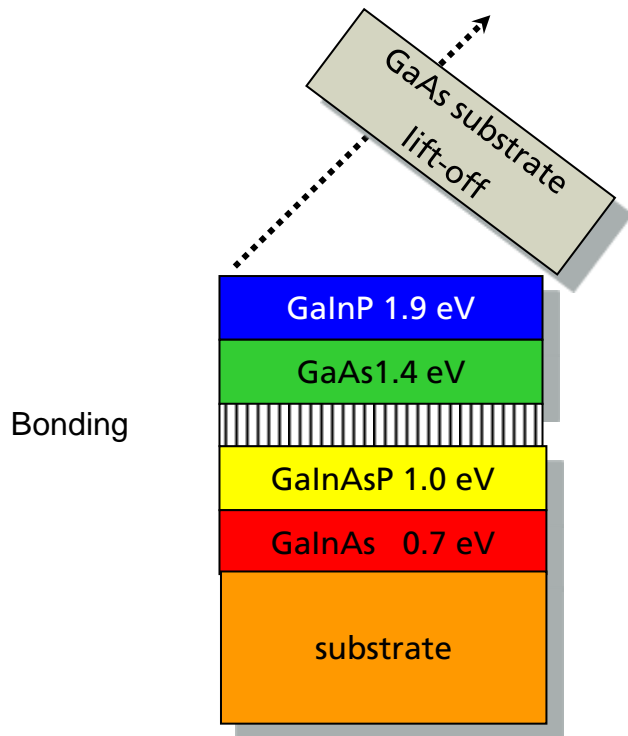 GaAs substrate
lift-off
GaInP 1.9 eV
GaAs1.4 eV
Bonding
GaInAsP 1.0 eV
GaInAs 0.7 eV
substrate